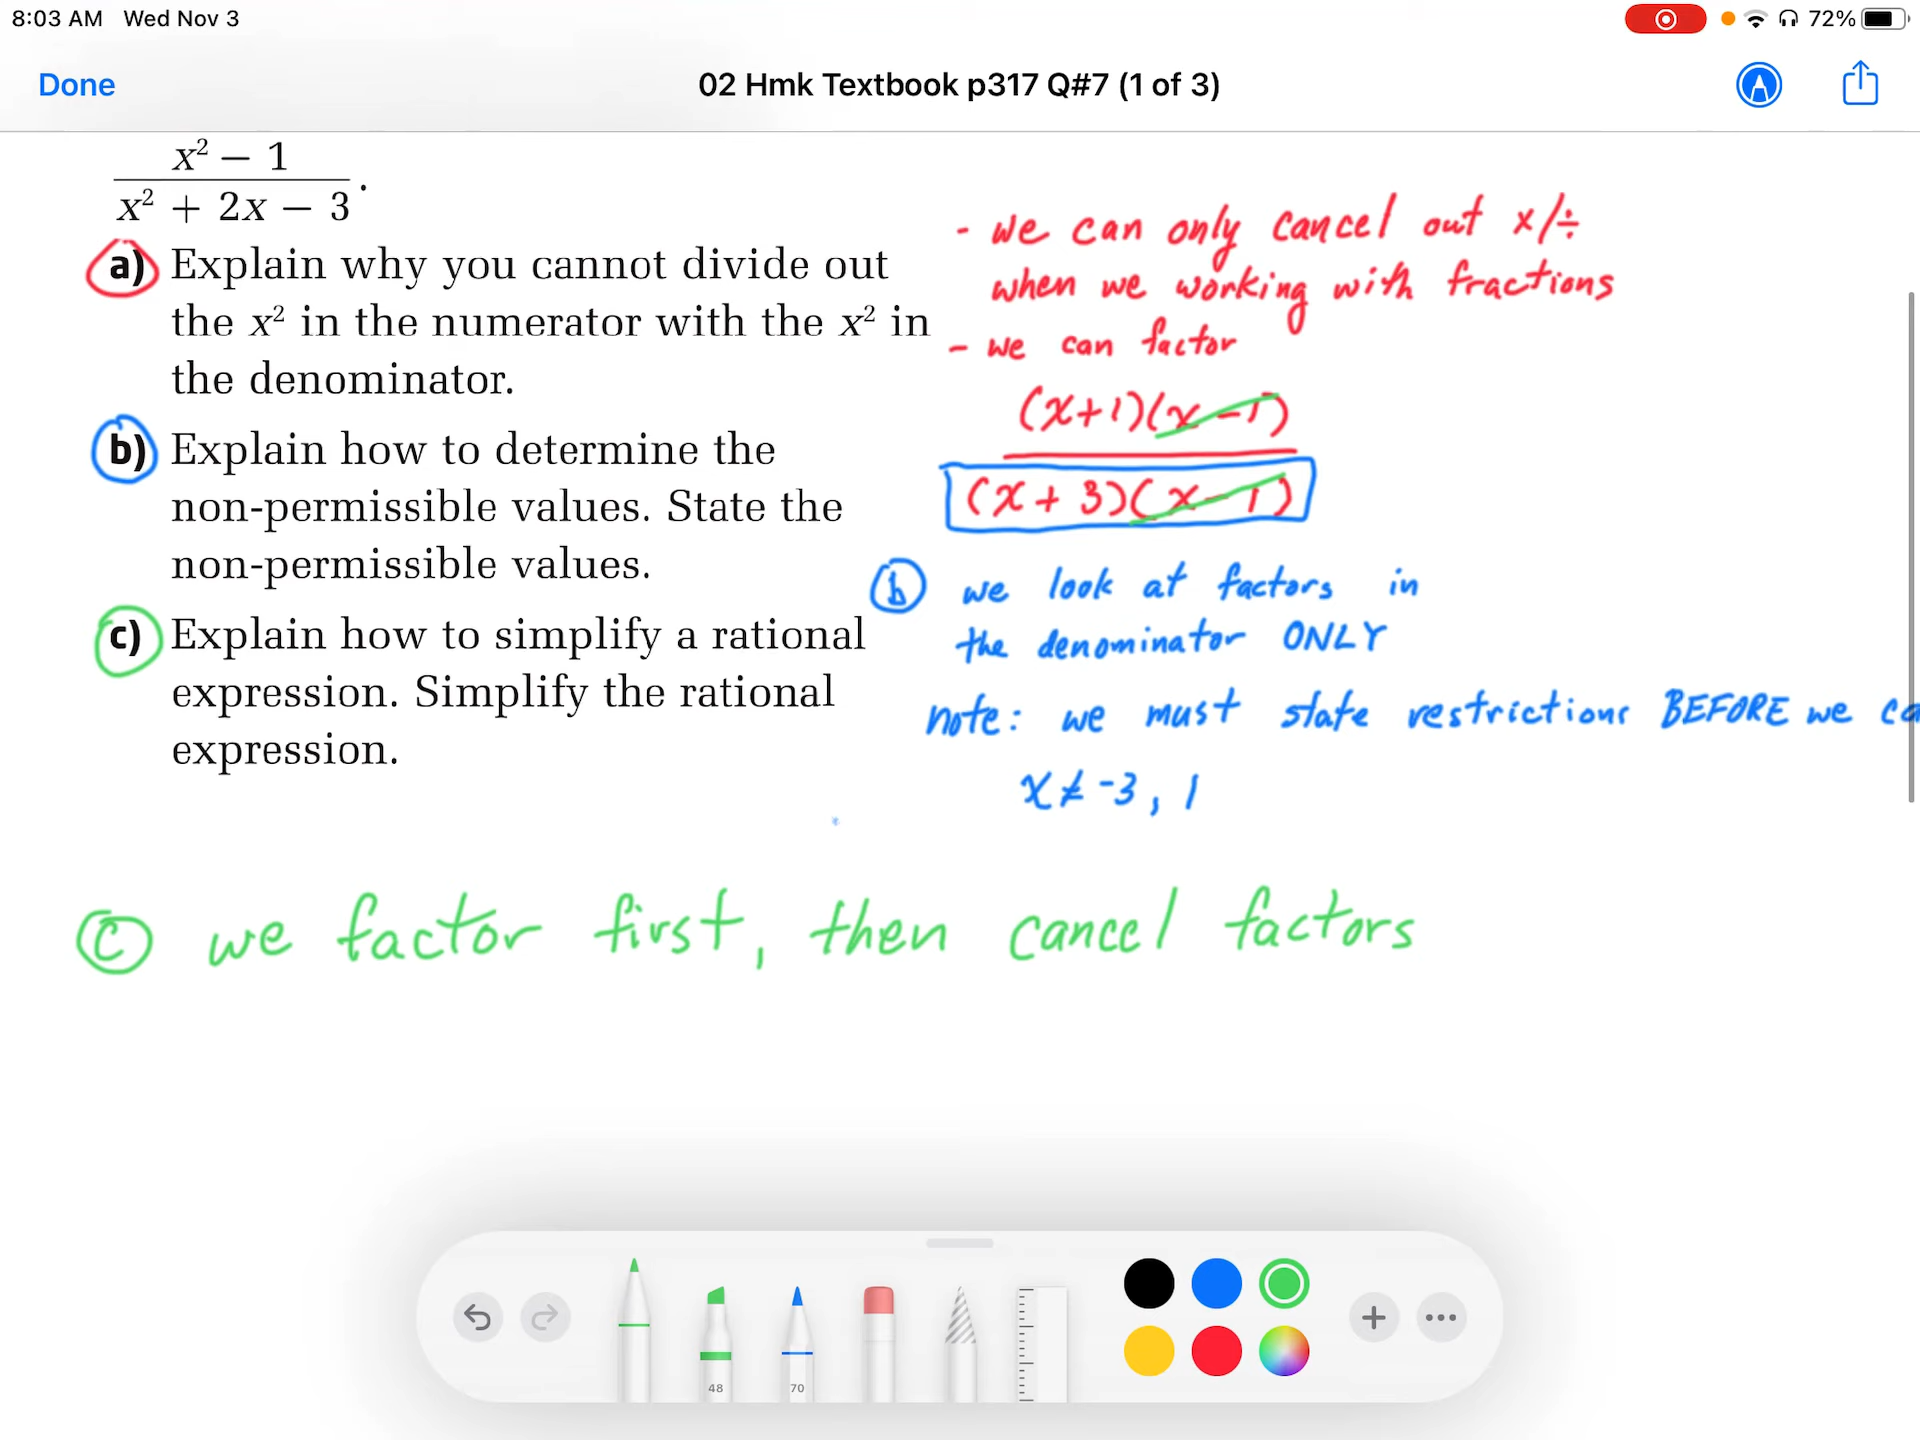 8:03 AM Wed Nov 3
72%
Done
02 Hmk Textbook p317 Q#7 (1 of 3)
x² − 1
x² + 2x − 3 .
a) Explain why you cannot divide out
the x² in the numerator with the x² in
the denominator.
b) Explain how to determine the
non-permissible values. State the
non-permissible values.
c) Explain how to simplify a rational
expression. Simplify the rational
expression.
- we can only cancel out ×/÷
when we working with fractions
- we can factor
(x+1)(x-1)
(x+3)(x-1)
b we look at factors in
the denominator ONLY
note: we must state restrictions BEFORE we ca
x ≠ -3, 1
c we factor first, then cancel factors
48
70